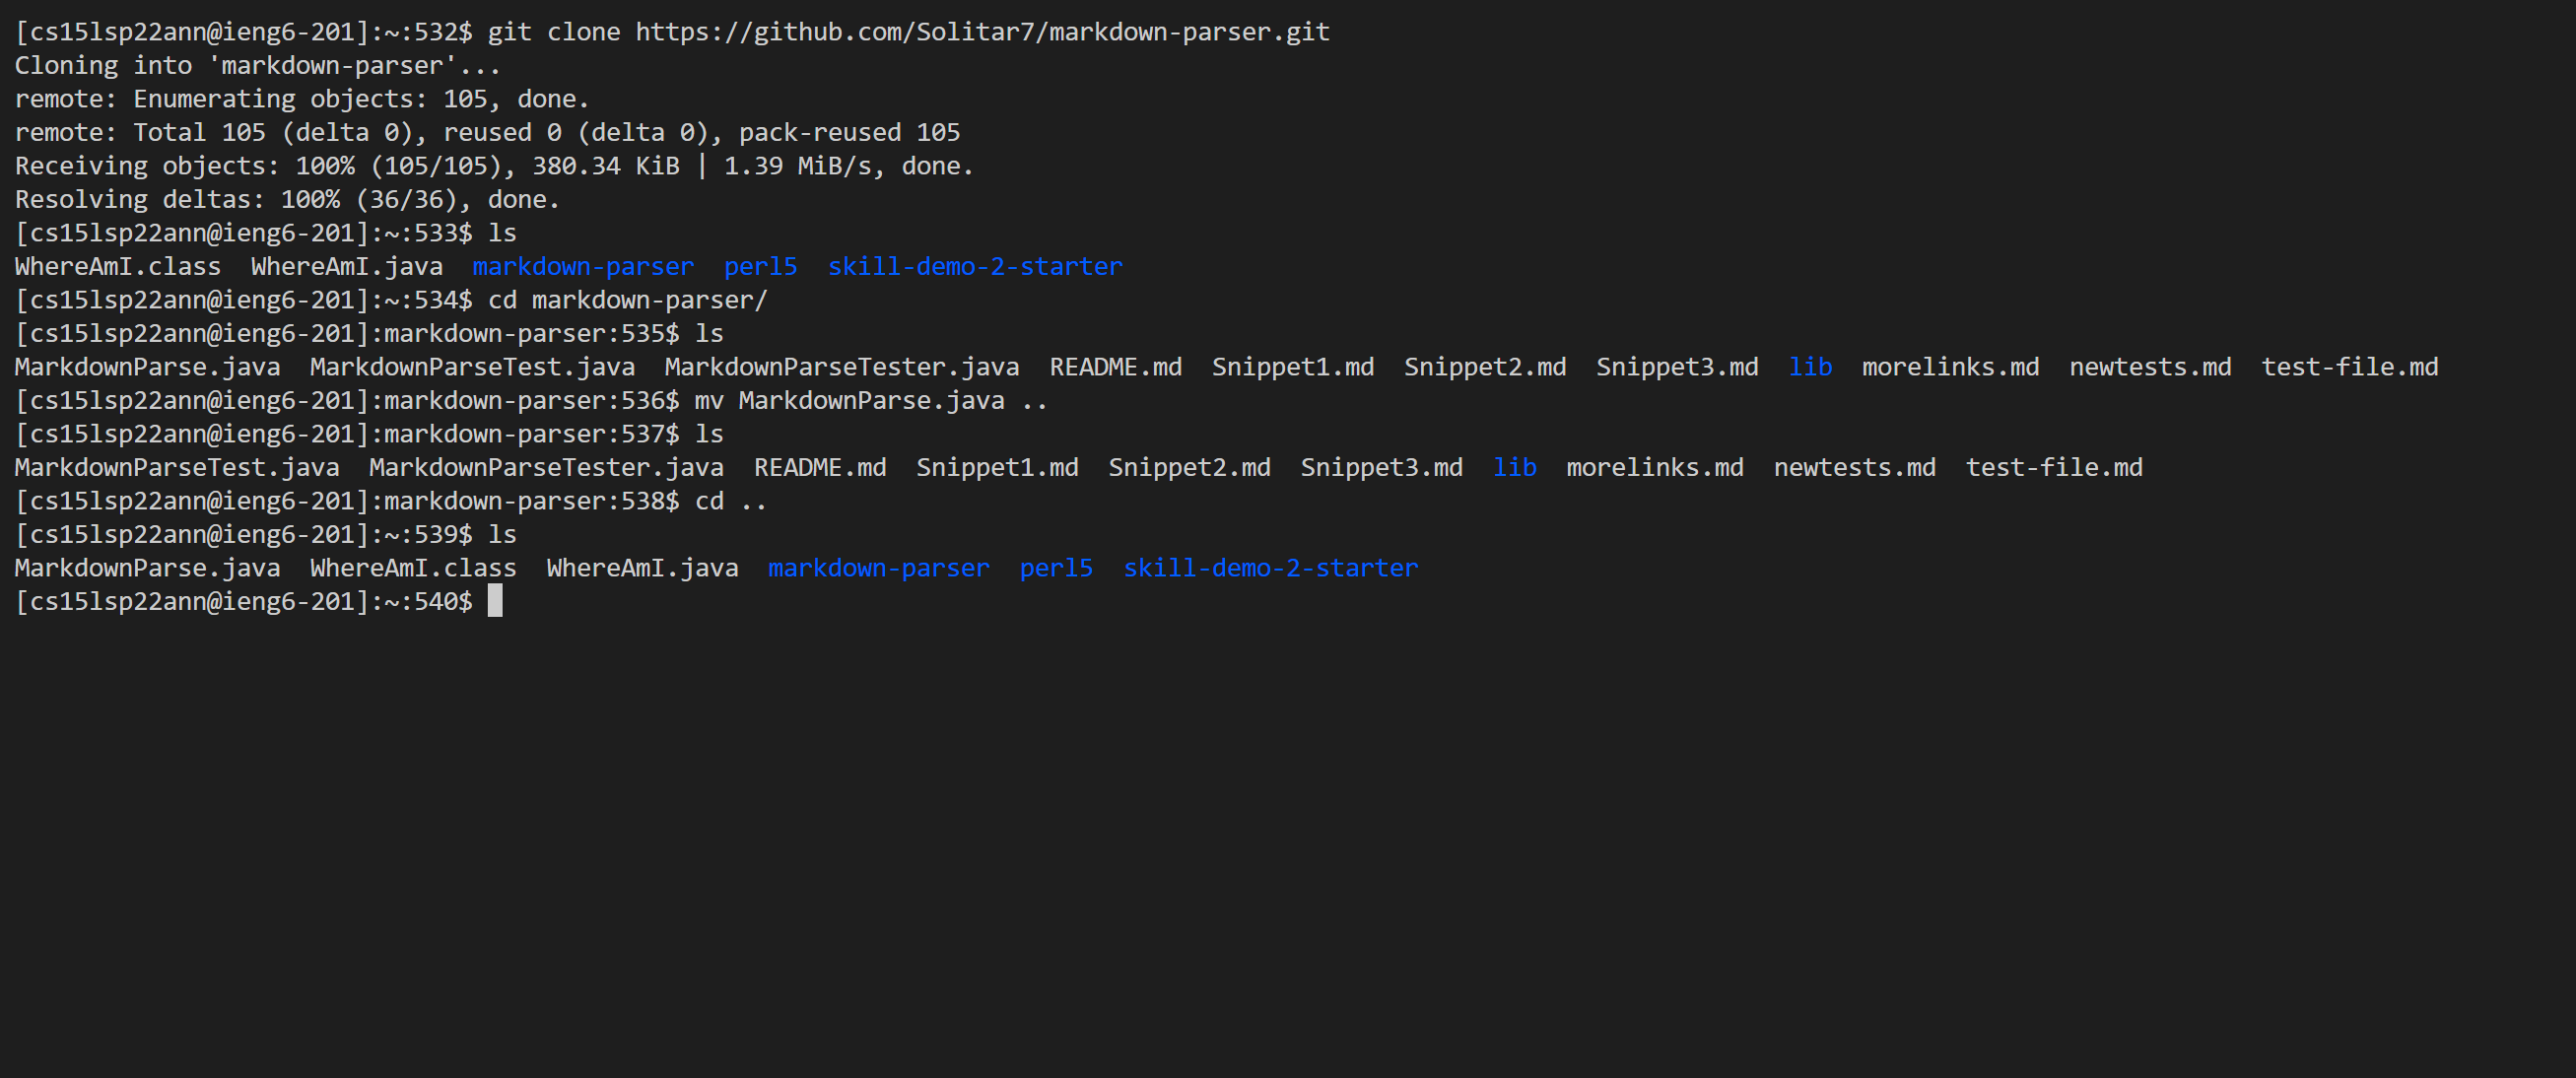 [cs15lsp22ann@ieng6-201]:~:532$ git clone https://github.com/Solitar7/markdown-parser.git
Cloning into 'markdown-parser'...
remote: Enumerating objects: 105, done.
remote: Total 105 (delta 0), reused 0 (delta 0), pack-reused 105
Receiving objects: 100% (105/105), 380.34 KiB | 1.39 MiB/s, done.
Resolving deltas: 100% (36/36), done.
[cs15lsp22ann@ieng6-201]:~:533$ ls
WhereAmI.class  WhereAmI.java  markdown-parser  perl5  skill-demo-2-starter
[cs15lsp22ann@ieng6-201]:~:534$ cd markdown-parser/
[cs15lsp22ann@ieng6-201]:markdown-parser:535$ ls
MarkdownParse.java  MarkdownParseTest.java  MarkdownParseTester.java  README.md  Snippet1.md  Snippet2.md  Snippet3.md  lib  morelinks.md  newtests.md  test-file.md
[cs15lsp22ann@ieng6-201]:markdown-parser:536$ mv MarkdownParse.java ..
[cs15lsp22ann@ieng6-201]:markdown-parser:537$ ls
MarkdownParseTest.java  MarkdownParseTester.java  README.md  Snippet1.md  Snippet2.md  Snippet3.md  lib  morelinks.md  newtests.md  test-file.md
[cs15lsp22ann@ieng6-201]:markdown-parser:538$ cd ..
[cs15lsp22ann@ieng6-201]:~:539$ ls
MarkdownParse.java  WhereAmI.class  WhereAmI.java  markdown-parser  perl5  skill-demo-2-starter
[cs15lsp22ann@ieng6-201]:~:540$